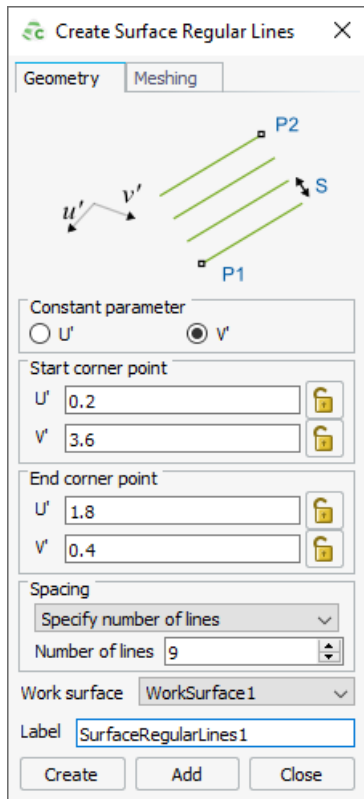 Create Surface Regular Lines
Geometry Meshing
P2
v'
u'
S
P1
Constant parameter
U' V'
Start corner point
U' 0.2
V' 3.6
End corner point
U' 1.8
V' 0.4
Spacing
Specify number of lines
Number of lines 9
Work surface WorkSurface1
Label SurfaceRegularLines1
Create Add Close